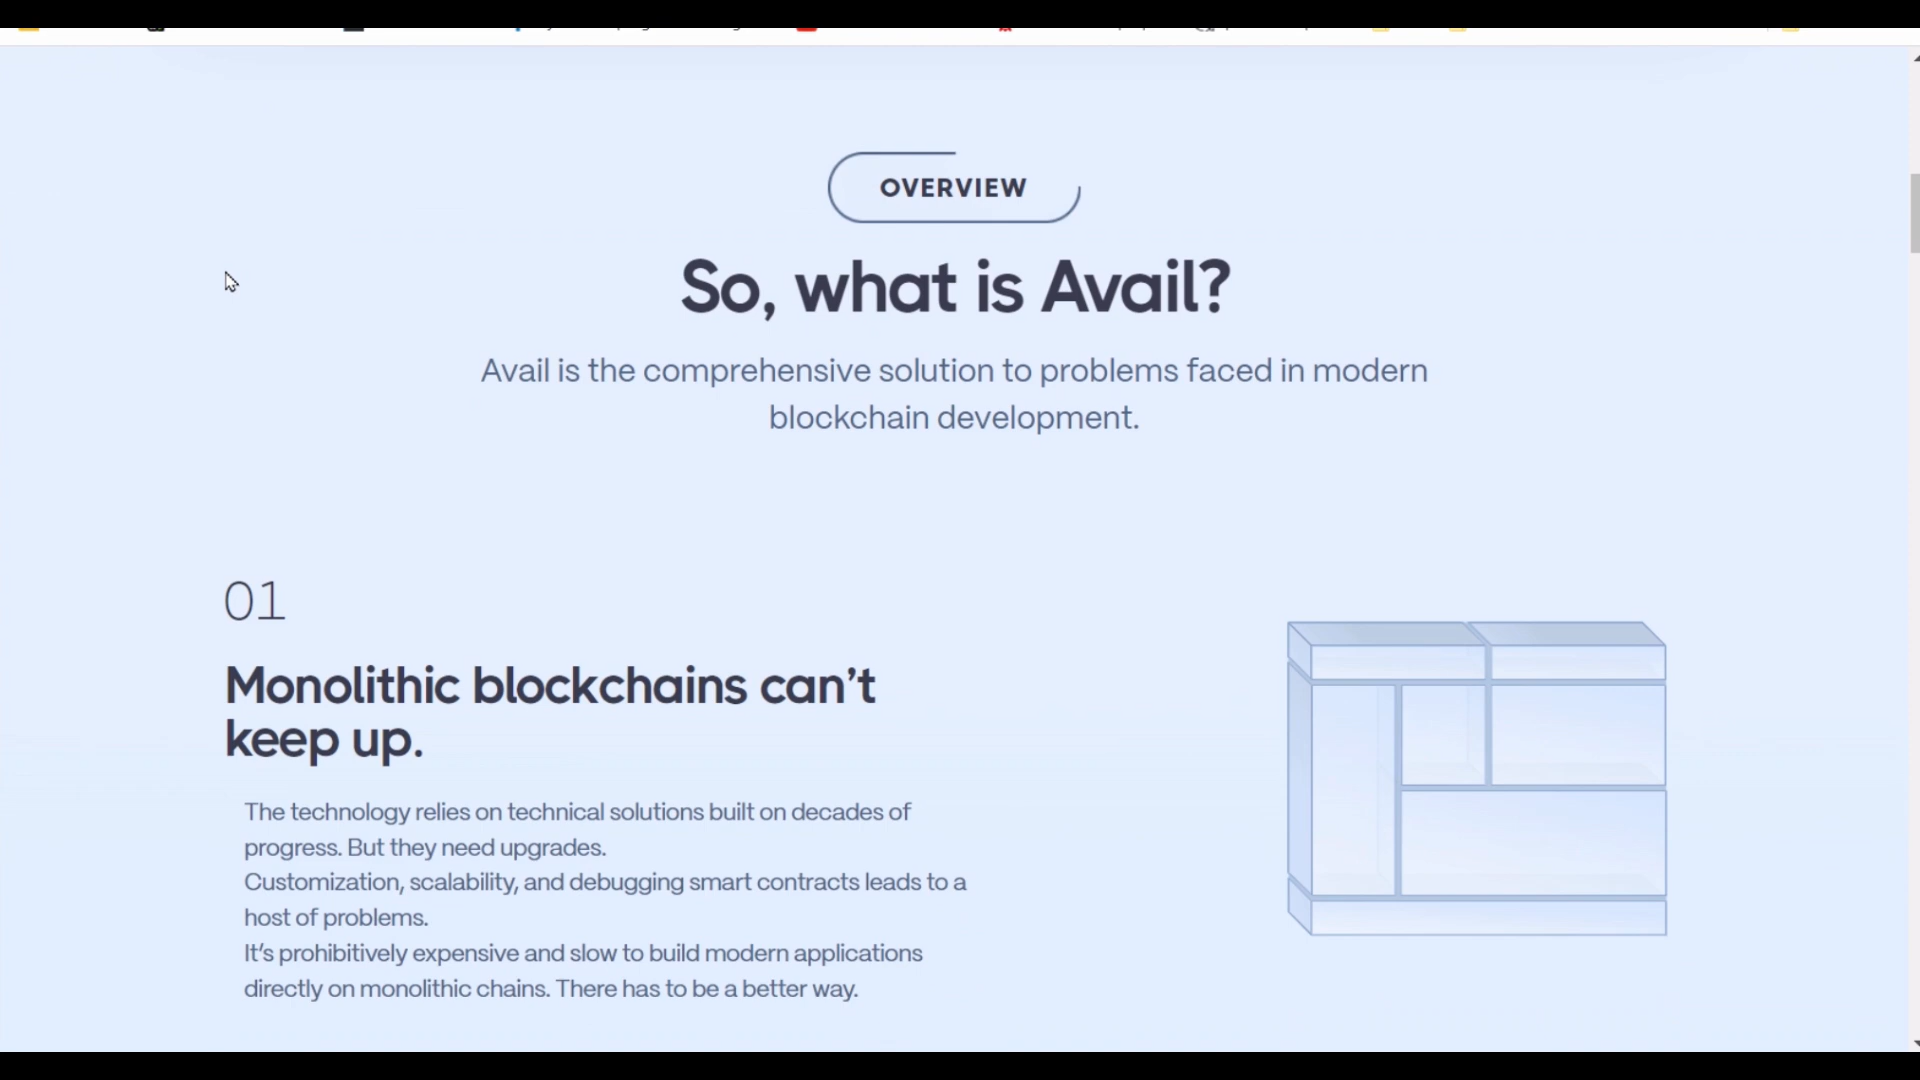 OVERVIEW
So, what is Avail?
Avail is the comprehensive solution to problems faced in modern
blockchain development.
01
Monolithic blockchains can’t
keep up.
The technology relies on technical solutions built on decades of
progress. But they need upgrades.
Customization, scalability, and debugging smart contracts leads to a
host of problems.
It’s prohibitively expensive and slow to build modern applications
directly on monolithic chains. There has to be a better way.